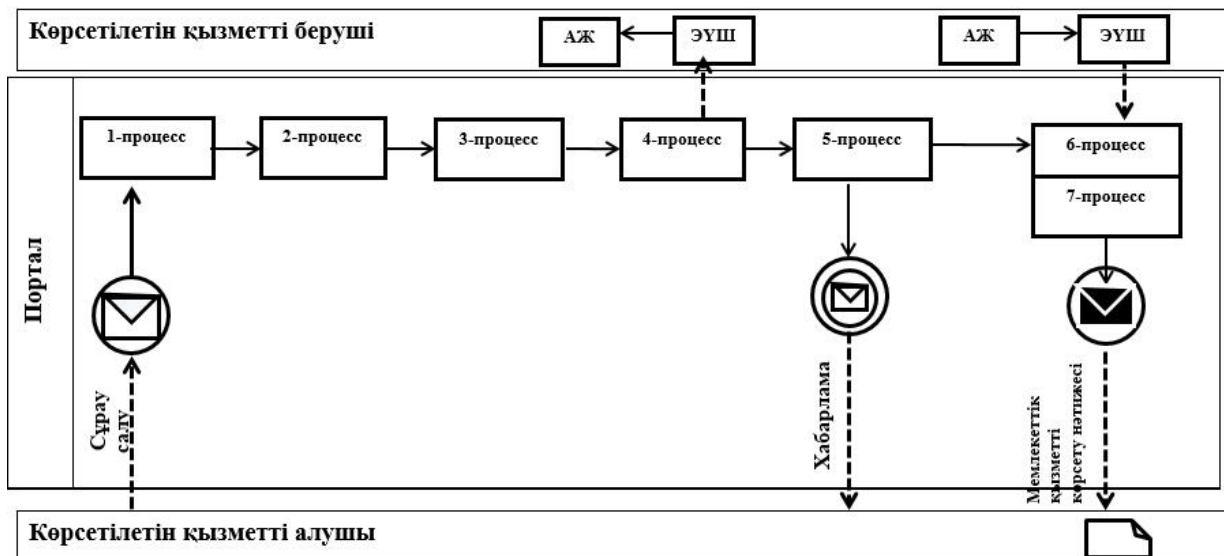 Көрсетілетін қызметті беруші
АЖ
ЭҮШ
АЖ
ЭҮШ
Портал
1-процесс
2-процесс
3-процесс
4-процесс
5-процесс
6-процесс
7-процесс
Сұрау
салу
Хабарлама
Мемлекеттік
қызметті
көрсету нәтижесі
Көрсетілетін қызметті алушы